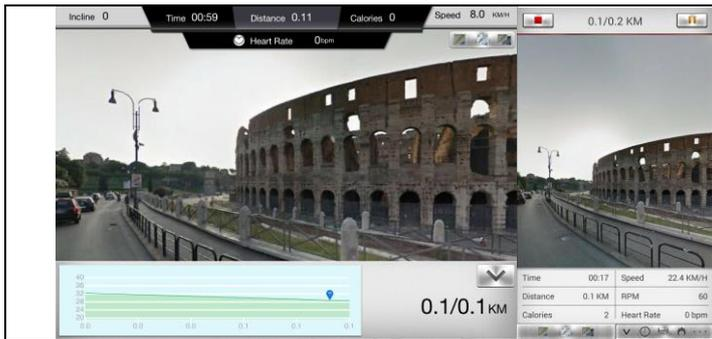 Incline 0 Time 00:59 Distance 0.11 Calories 0 Speed 8.0 KM/H
Heart Rate 0bpm
40
36
32
28
24
20
0.0 0.0 0.0 0.1 0.1 0.1
0.1/0.1 KM
0.1/0.2 KM
Time 00:17 Speed 22.4 KM/H
Distance 0.1 KM RPM 60
Calories 2 Heart Rate 0 bpm